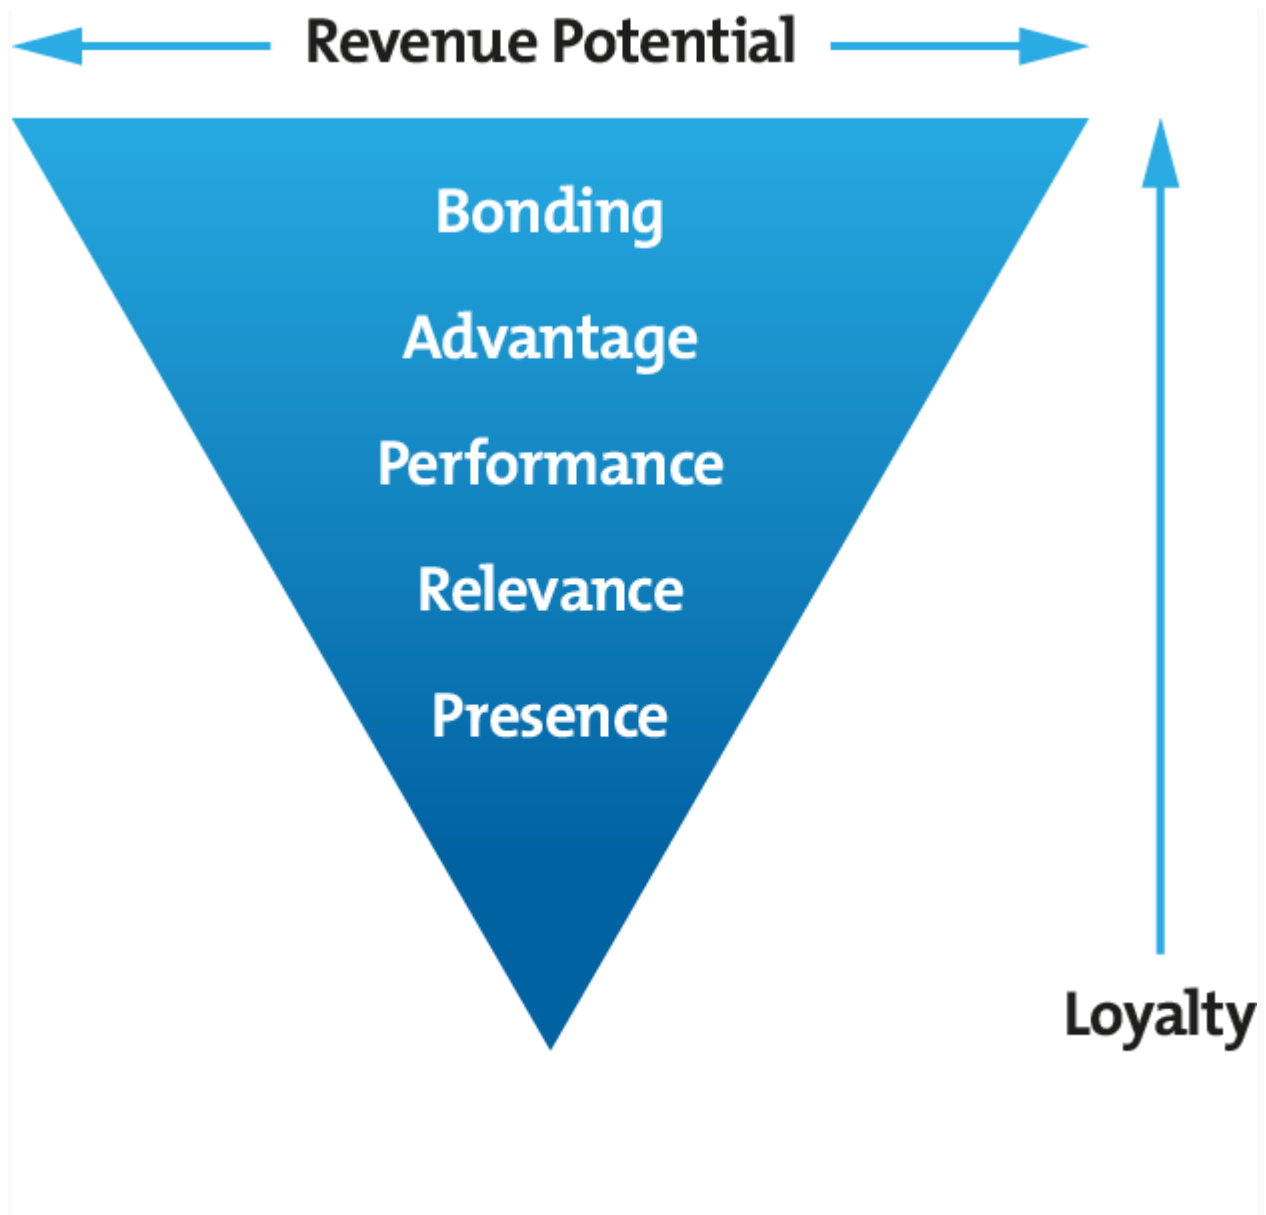 Revenue Potential
Bonding
Advantage
Performance
Relevance
Presence
Loyalty